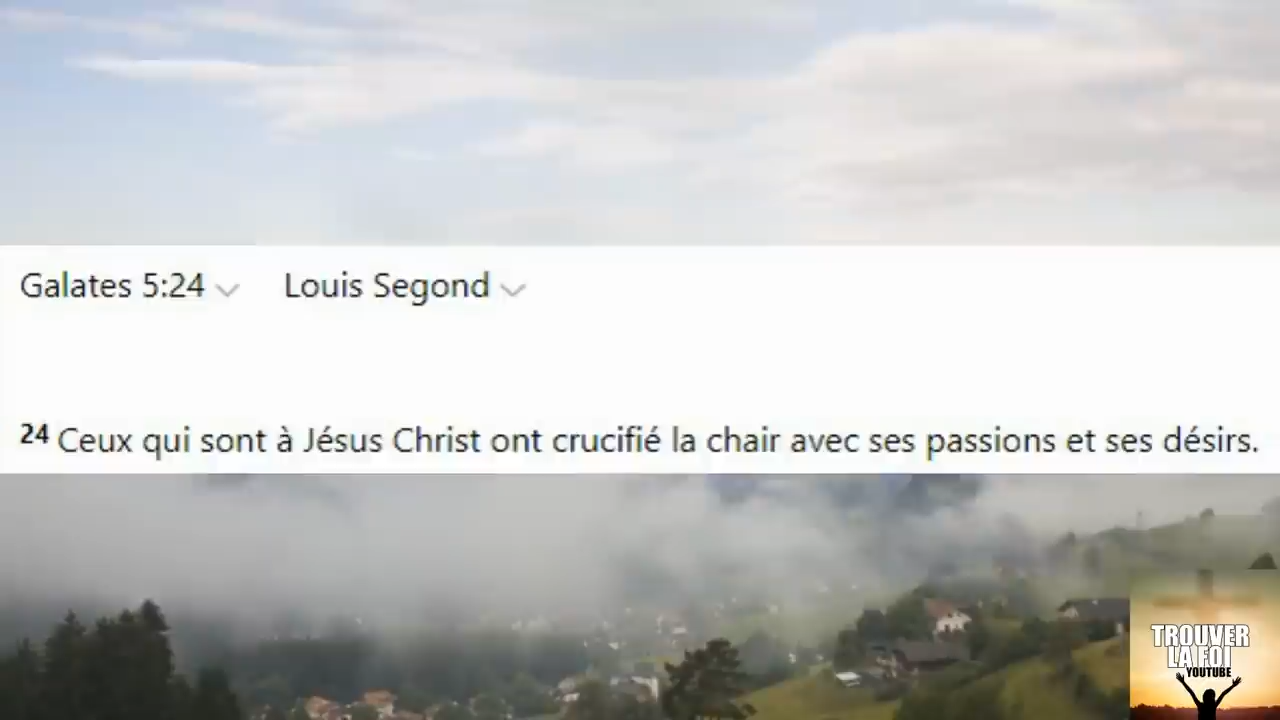 Galates 5:24 Louis Segond
24 Ceux qui sont à Jésus Christ ont crucifié la chair avec ses passions et ses désirs.
TROUVER
LA FOI
YOUTUBE